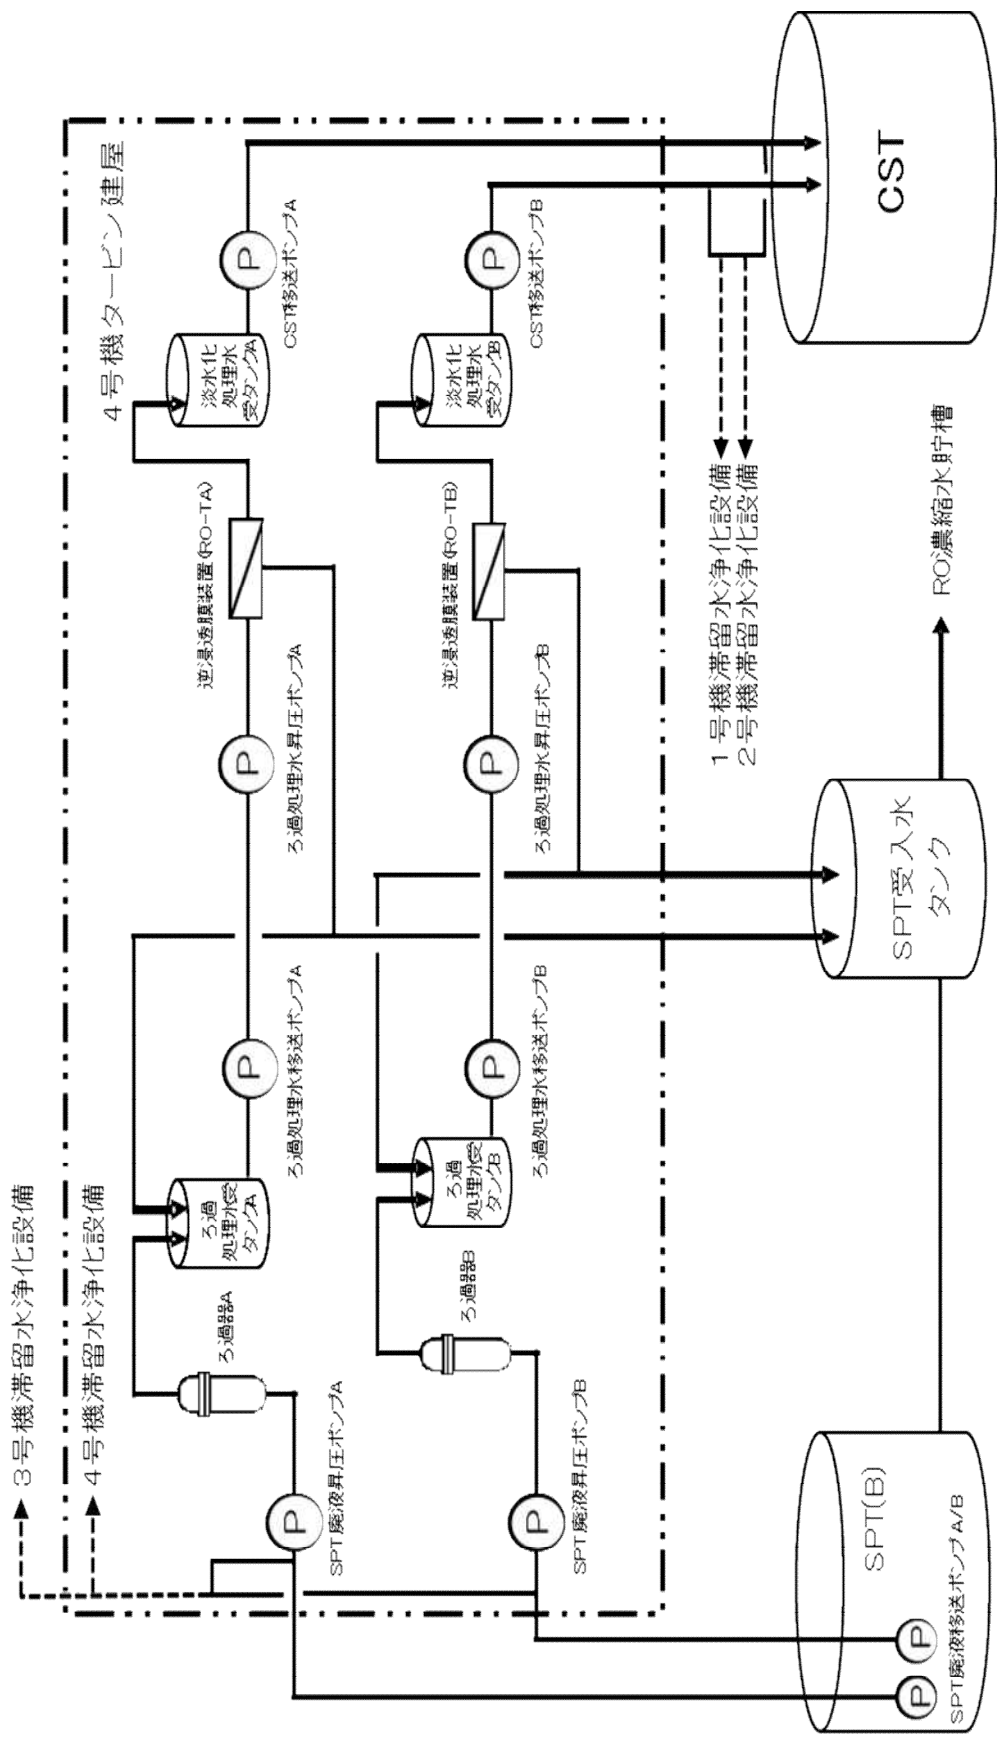 3号機滞留水浄化設備
4号機滞留水浄化設備
4号機タービン建屋
P
SPT廃液昇圧ポンプA
ろ過器A
ろ過
処理水受
タンクA
P
ろ過処理水移送ポンプA
P
ろ過処理水昇圧ポンプA
逆浸透膜装置(RO-TA)
淡水化
処理水
受タンクA
P
CST移送ポンプA
P
SPT廃液昇圧ポンプB
ろ過器B
ろ過
処理水受
タンクB
P
ろ過処理水移送ポンプB
P
ろ過処理水昇圧ポンプB
逆浸透膜装置(RO-TB)
淡水化
処理水
受タンクB
P
CST移送ポンプB
1号機滞留水浄化設備
2号機滞留水浄化設備
SPT(B)
P
P
SPT廃液移送ポンプA/B
SPT受入水
タンク
RO濃縮水貯槽
CST